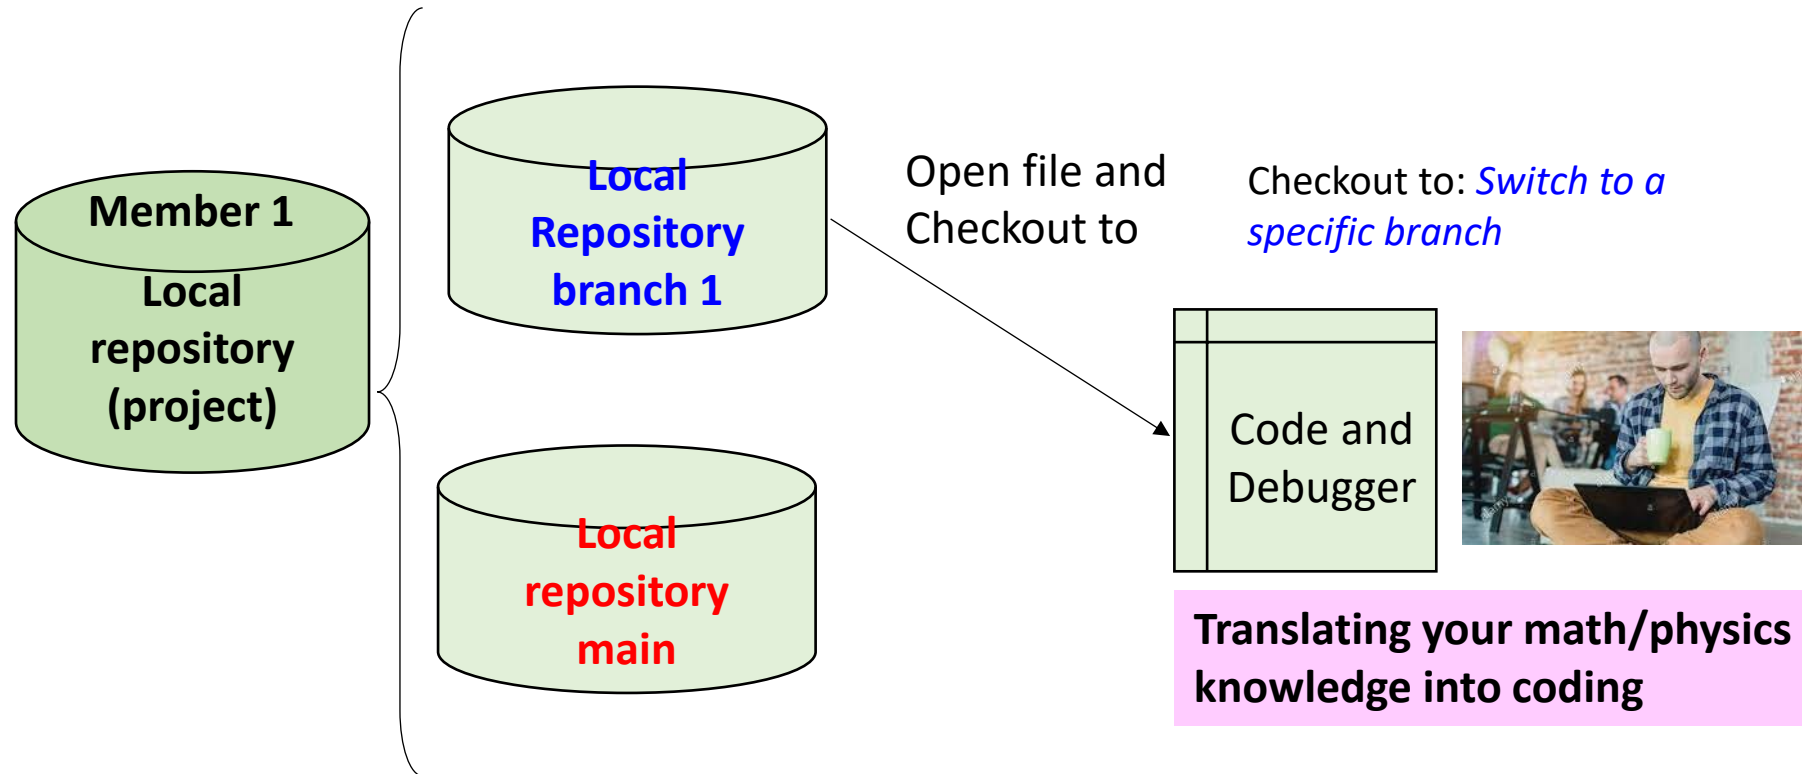 Member 1
Local
repository
(project)
Local
Repository
branch 1
Local
repository
main
Open file and
Checkout to
Checkout to: Switch to a
specific branch
Code and
Debugger
Translating your math/physics
knowledge into coding